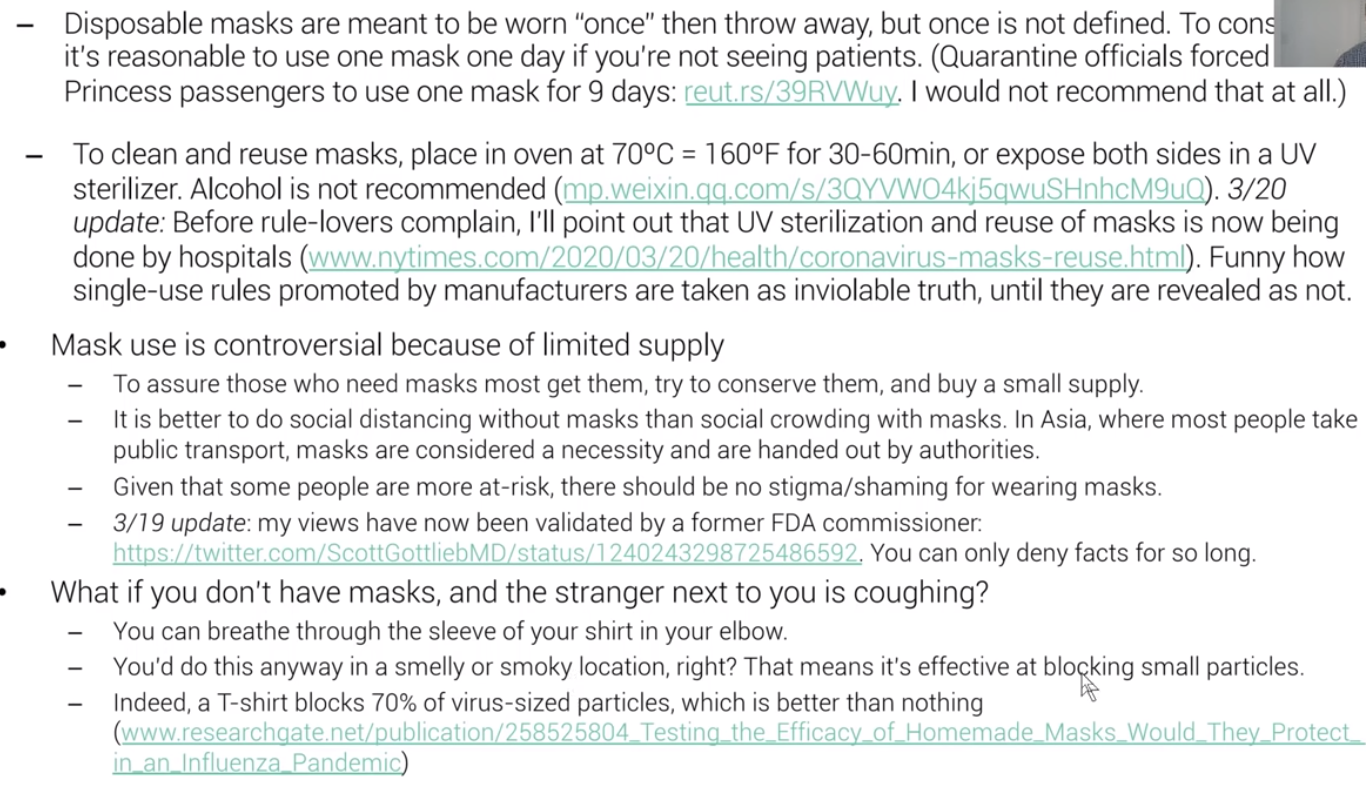 – Disposable masks are meant to be worn “once” then throw away, but once is not defined. To
it’s reasonable to use one mask one day if you’re not seeing patients. (Quarantine officials forced
Princess passengers to use one mask for 9 days: reut.rs/39RVWuy. I would not recommend that at all.)
– To clean and reuse masks, place in oven at 70ºC = 160ºF for 30-60min, or expose both sides in a UV
sterilizer. Alcohol is not recommended (mp.weixin.qq.com/s/3QYVWO4kj5qwuSHnhcM9uQ). 3/20
update: Before rule-lovers complain, I’ll point out that UV sterilization and reuse of masks is now being
done by hospitals (www.nytimes.com/2020/03/20/health/coronavirus-masks-reuse.html). Funny how
single-use rules promoted by manufacturers are taken as inviolable truth, until they are revealed as not.
• Mask use is controversial because of limited supply
– To assure those who need masks most get them, try to conserve them, and buy a small supply.
– It is better to do social distancing without masks than social crowding with masks. In Asia, where most people take
public transport, masks are considered a necessity and are handed out by authorities.
– Given that some people are more at-risk, there should be no stigma/shaming for wearing masks.
– 3/19 update: my views have now been validated by a former FDA commissioner:
https://twitter.com/ScottGottliebMD/status/1240243298725486592. You can only deny facts for so long.
• What if you don’t have masks, and the stranger next to you is coughing?
– You can breathe through the sleeve of your shirt in your elbow.
– You’d do this anyway in a smelly or smoky location, right? That means it’s effective at blocking small particles.
– Indeed, a T-shirt blocks 70% of virus-sized particles, which is better than nothing
(www.researchgate.net/publication/258525804_Testing_the_Efficacy_of_Homemade_Masks_Would_They_Protect_
in_an_Influenza_Pandemic)